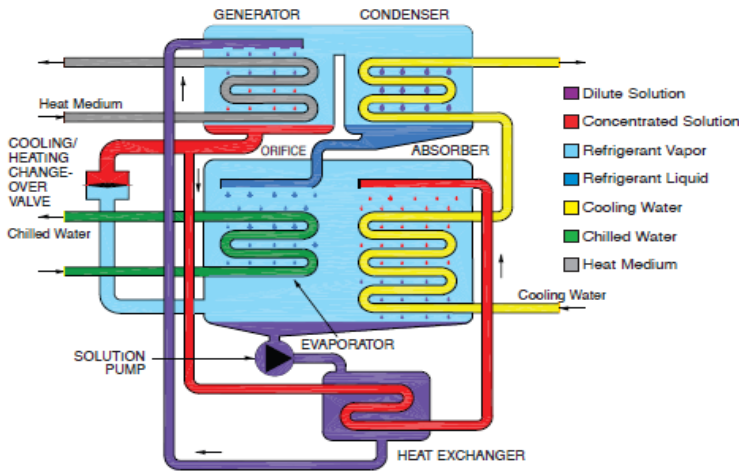 GENERATOR
CONDENSER
Heat Medium
COOLING/
HEATING
CHANGE-
OVER
VALVE
ORIFICE
ABSORBER
Chilled Water
Cooling Water
EVAPORATOR
SOLUTION
PUMP
HEAT EXCHANGER
Dilute Solution
Concentrated Solution
Refrigerant Vapor
Refrigerant Liquid
Cooling Water
Chilled Water
Heat Medium